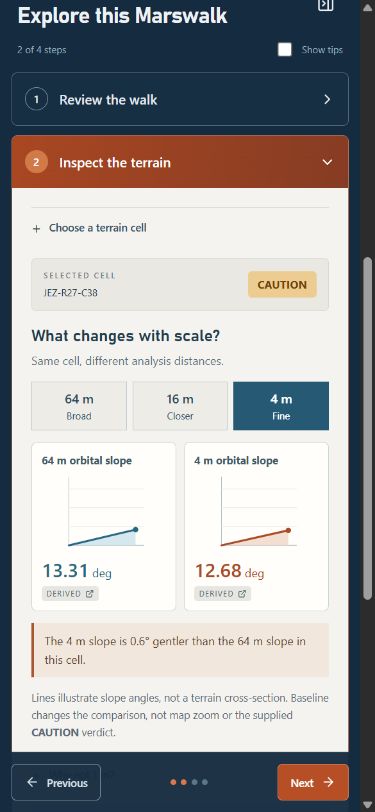 Explore this Marswalk
2 of 4 steps
Show tips
1
Review the walk
2
Inspect the terrain
+ Choose a terrain cell
SELECTED CELL
JEZ-R27-C38
CAUTION
What changes with scale?
Same cell, different analysis distances.
64 m
Broad
16 m
Closer
4 m
Fine
64 m orbital slope
13.31 deg
DERIVED
4 m orbital slope
12.68 deg
DERIVED
The 4 m slope is 0.6° gentler than the 64 m slope in
this cell.
Lines illustrate slope angles, not a terrain cross-section. Baseline
changes the comparison, not map zoom or the supplied
CAUTION verdict.
Previous
Next